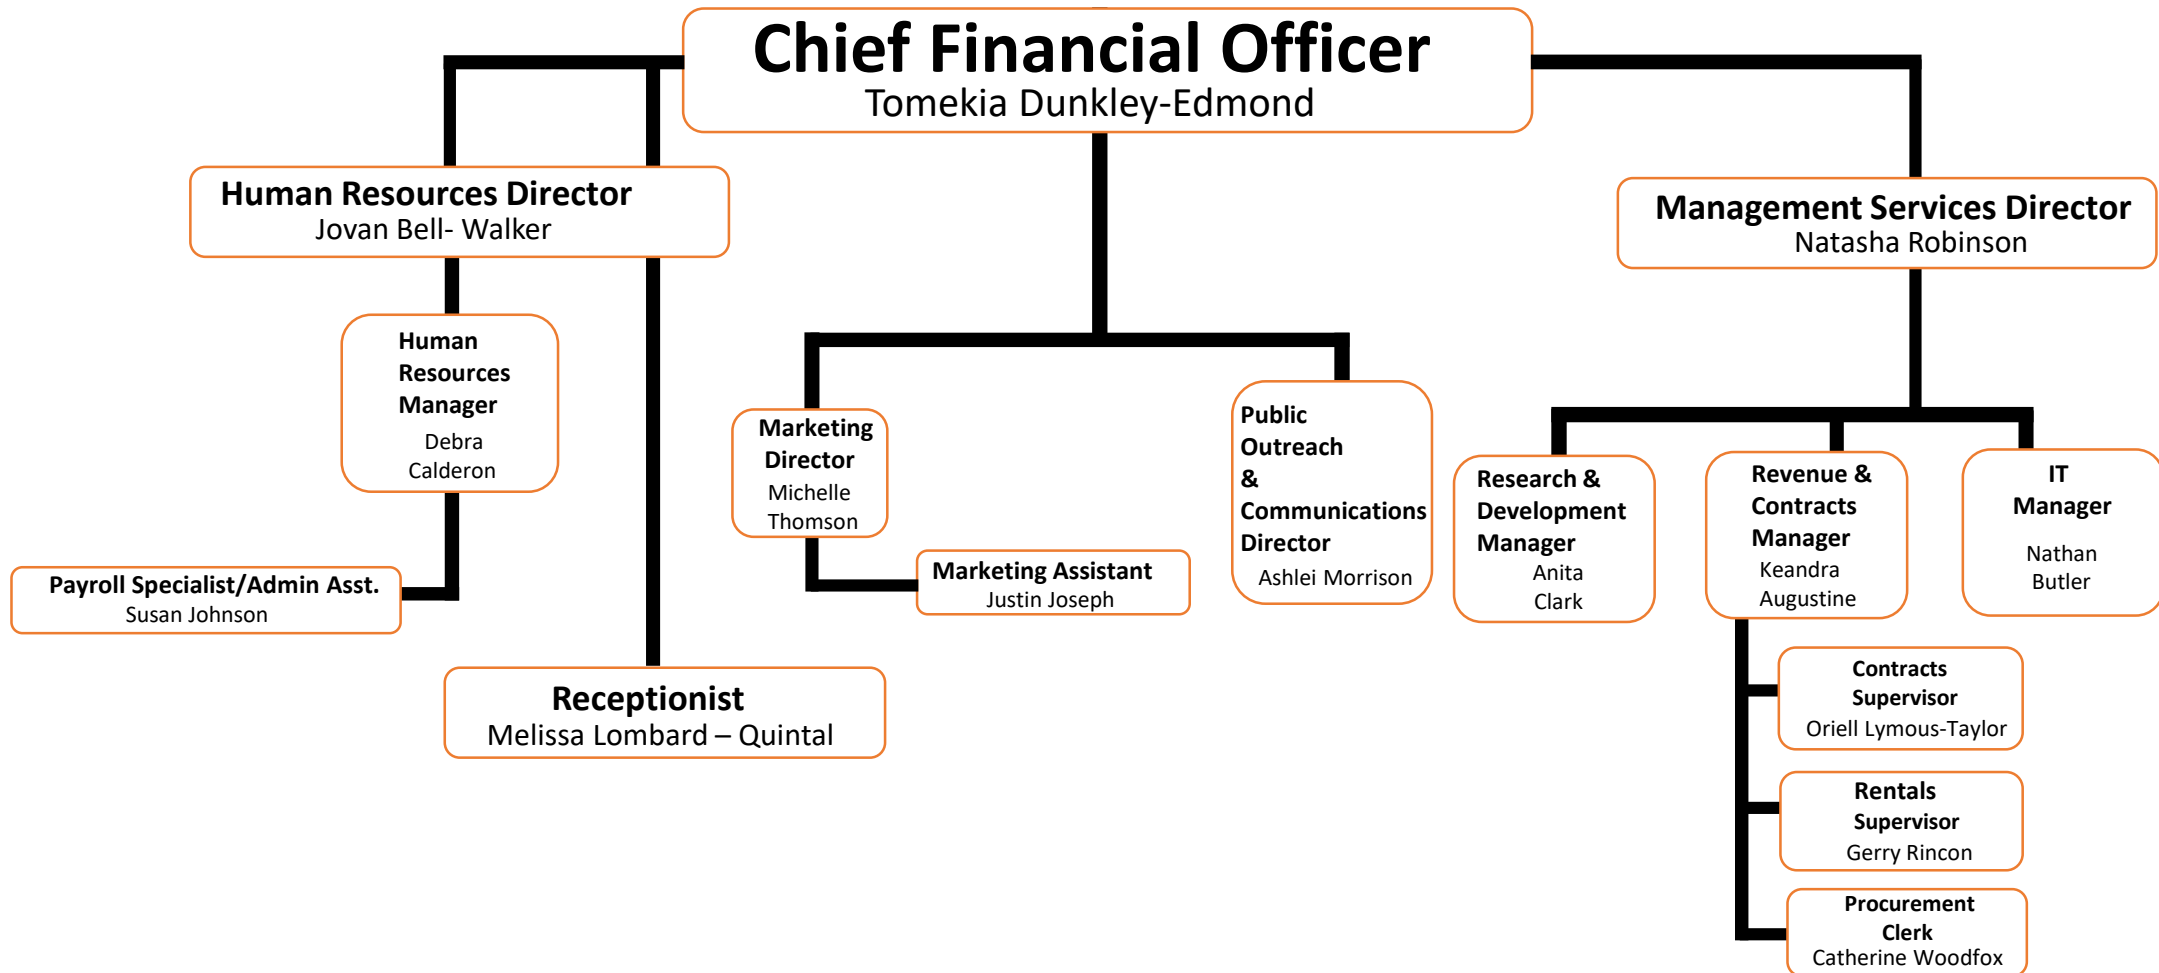 Chief Financial Officer
Tomekia Dunkley-Edmond
Human Resources Director
Jovan Bell- Walker
Management Services Director
Natasha Robinson
Human
Resources
Manager
Debra
Calderon
Payroll Specialist/Admin Asst.
Susan Johnson
Receptionist
Melissa Lombard – Quintal
Marketing
Director
Michelle
Thomson
Marketing Assistant
Justin Joseph
Public
Outreach
&
Communications
Director
Ashlei Morrison
Research &
Development
Manager
Anita
Clark
Revenue &
Contracts
Manager
Keandra
Augustine
IT
Manager
Nathan
Butler
Contracts
Supervisor
Oriell Lymous-Taylor
Rentals
Supervisor
Gerry Rincon
Procurement
Clerk
Catherine Woodfox